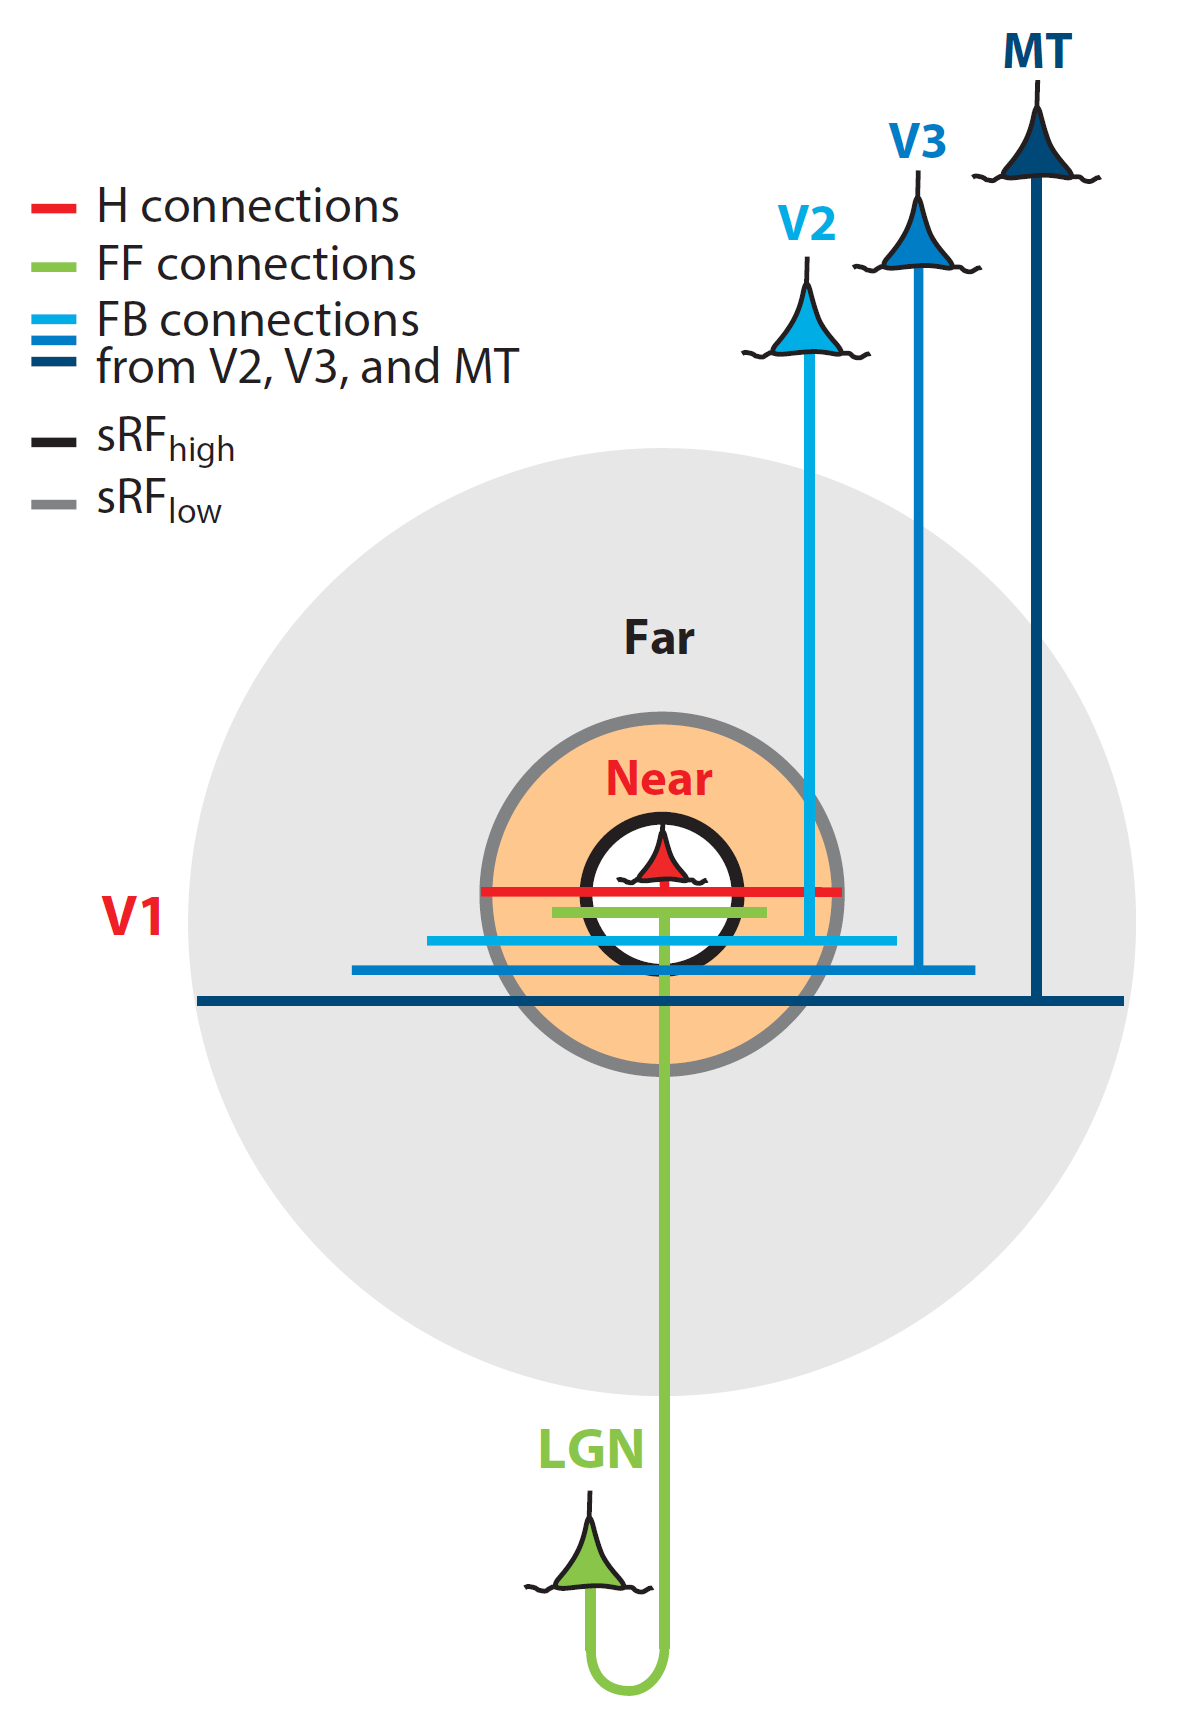 MT
V3
V2
H connections
FF connections
FB connections
from V2, V3, and MT
sRFhigh
sRFlow
Far
Near
V1
LGN